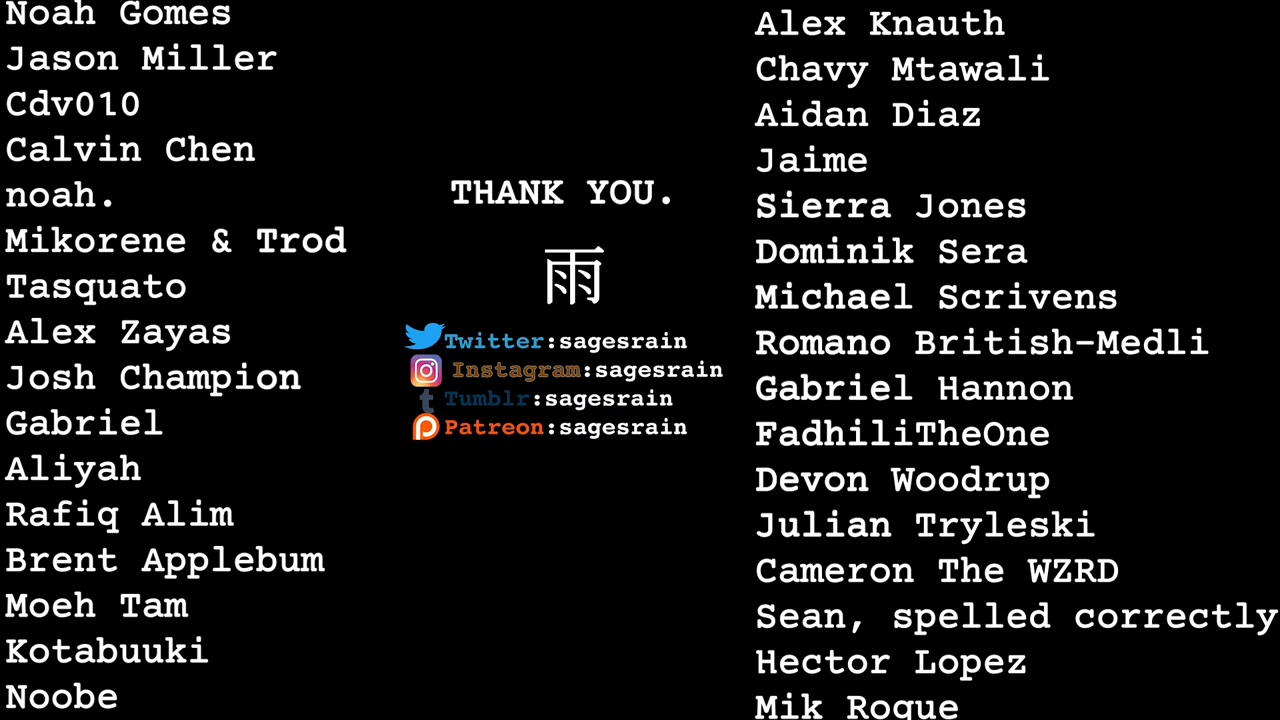 Noah Gomes
Jason Miller
Cdv010
Calvin Chen
noah.
Mikorene & Trod
Tasquato
Alex Zayas
Josh Champion
Gabriel
Aliyah
Rafiq Alim
Brent Applebum
Moeh Tam
Kotabuuki
Noobe
THANK YOU.
雨
Twitter:sagesrain
Instagram:sagesrain
Tumblr:sagesrain
Patreon:sagesrain
Alex Knauth
Chavy Mtawali
Aidan Diaz
Jaime
Sierra Jones
Dominik Sera
Michael Scrivens
Romano British-Medli
Gabriel Hannon
FadhiliTheOne
Devon Woodrup
Julian Tryleski
Cameron The WZRD
Sean, spelled correctly
Hector Lopez
Mik Rogue